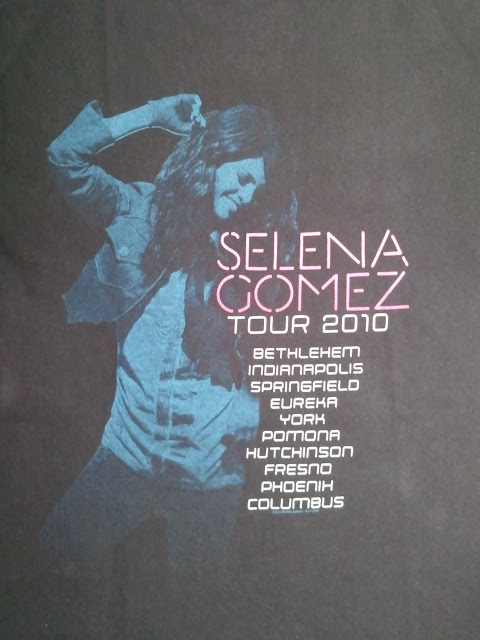 SELENA
GOMEZ
TOUR 2010
BETHLEHEM
INDIANAPOLIS
SPRINGFIELD
EUREKA
YORK
POMONA
HUTCHINSON
FRESNO
PHOENIX
COLUMBUS